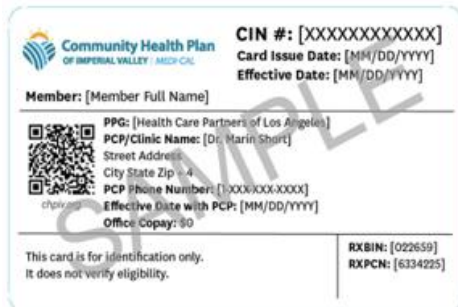 Community Health Plan
OF IMPERIAL VALLEY / MEDI-CAL
CIN #: [XXXXXXXXXXXX]
Card Issue Date: [MM/DD/YYYY]
Effective Date: [MM/DD/YYYY]
Member: [Member Full Name]
PPG: [Health Care Partners of Los Angeles]
PCP/Clinic Name: [Dr. Marin Short]
Street Address
City State Zip - 4
PCP Phone Number: [1-XXX-XXX-XXXX]
Effective Date with PCP: [MM/DD/YYYY]
Office Copay: $0
chpiv.org
SAMPLE
This card is for identification only.
It does not verify eligibility.
RXBIN: [022659]
RXPCN: [6334225]